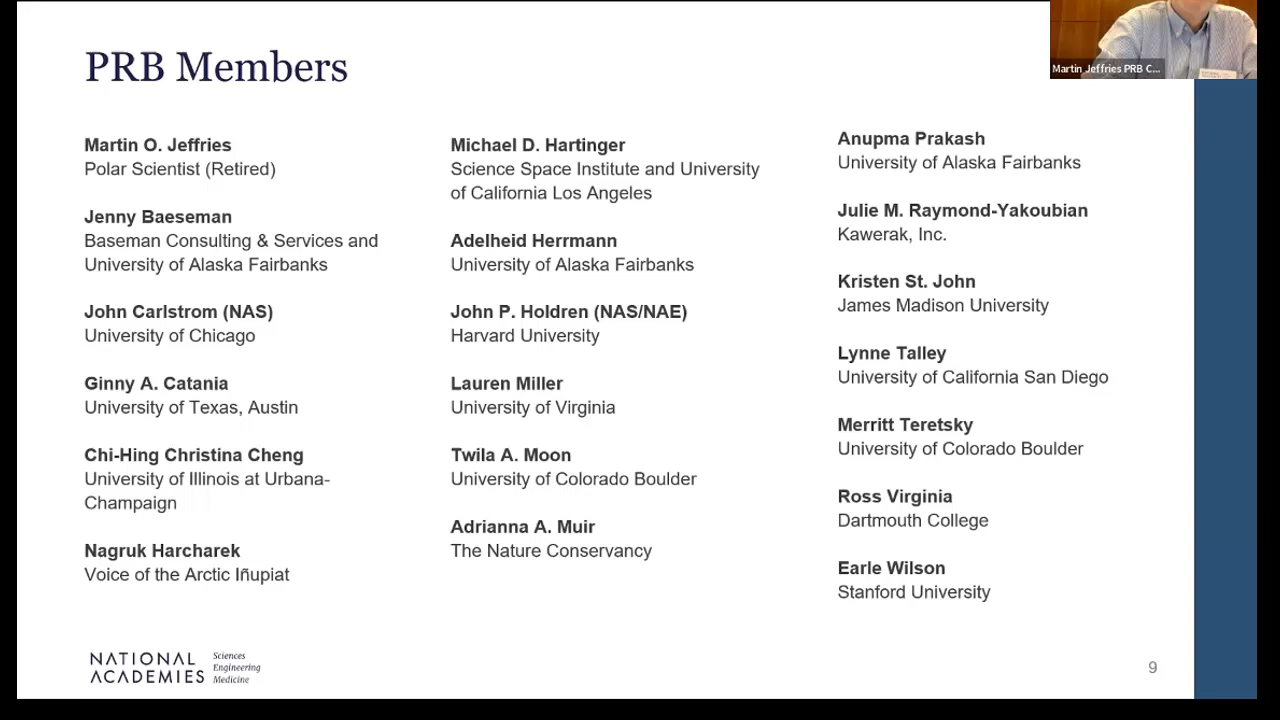 PRB Members
Martin Jeffries PRB C...
Martin O. Jeffries
Polar Scientist (Retired)
Jenny Baeseman
Baseman Consulting & Services and
University of Alaska Fairbanks
John Carlstrom (NAS)
University of Chicago
Ginny A. Catania
University of Texas, Austin
Chi-Hing Christina Cheng
University of Illinois at Urbana-
Champaign
Nagruk Harcharek
Voice of the Arctic Iñupiat
Michael D. Hartinger
Science Space Institute and University
of California Los Angeles
Adelheid Herrmann
University of Alaska Fairbanks
John P. Holdren (NAS/NAE)
Harvard University
Lauren Miller
University of Virginia
Twila A. Moon
University of Colorado Boulder
Adrianna A. Muir
The Nature Conservancy
Anupma Prakash
University of Alaska Fairbanks
Julie M. Raymond-Yakoubian
Kawerak, Inc.
Kristen St. John
James Madison University
Lynne Talley
University of California San Diego
Merritt Teretsky
University of Colorado Boulder
Ross Virginia
Dartmouth College
Earle Wilson
Stanford University
NATIONAL
ACADEMIES
Sciences
Engineering
Medicine
9